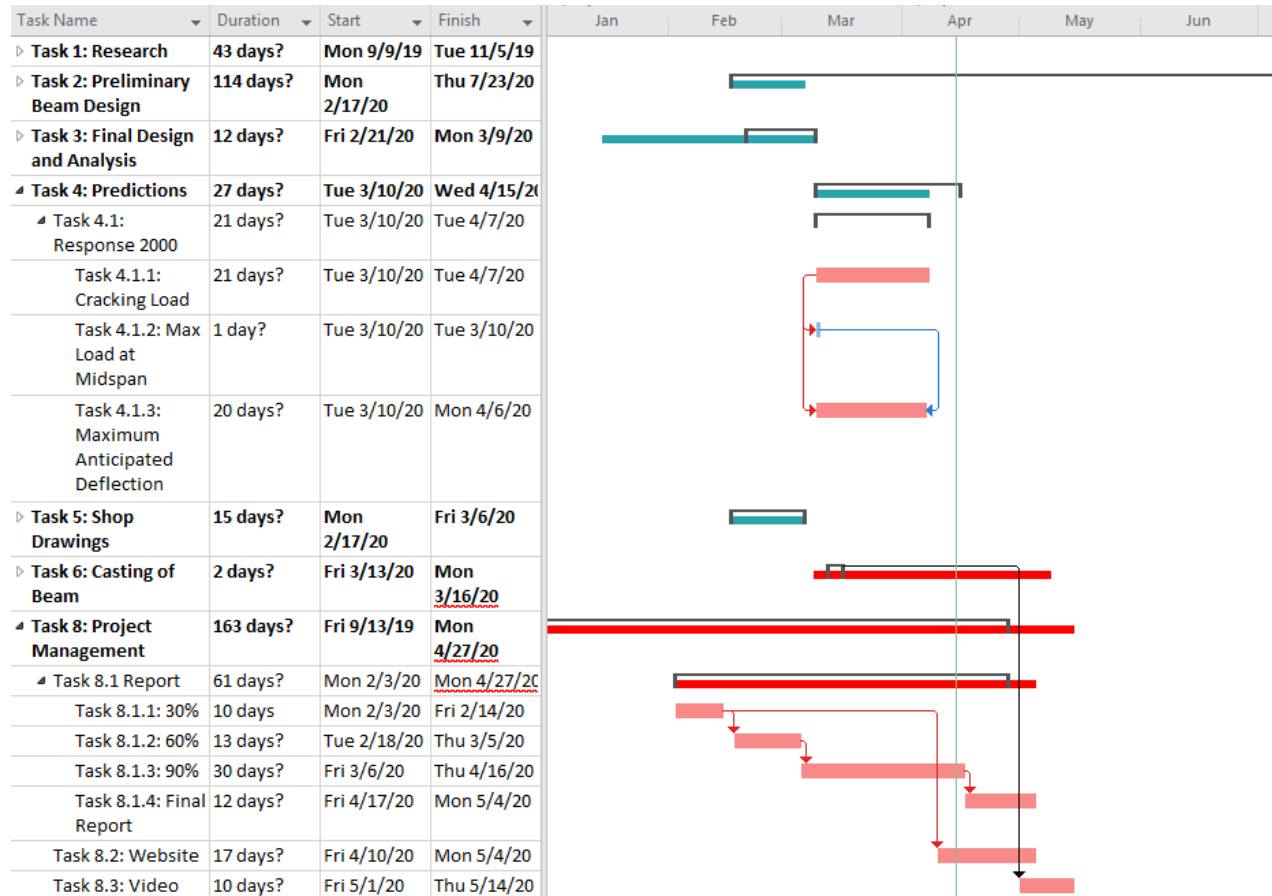 Task Name Duration Start Finish Jan Feb Mar Apr May Jun
Task 1: Research 43 days? Mon 9/9/19 Tue 11/5/19
Task 2: Preliminary 114 days? Mon Thu 7/23/20
Beam Design 2/17/20
Task 3: Final Design 12 days? Fri 2/21/20 Mon 3/9/20
and Analysis
Task 4: Predictions 27 days? Tue 3/10/20 Wed 4/15/20
Task 4.1: 21 days? Tue 3/10/20 Tue 4/7/20
Response 2000
Task 4.1.1: 21 days? Tue 3/10/20 Tue 4/7/20
Cracking Load
Task 4.1.2: Max 1 day? Tue 3/10/20 Tue 3/10/20
Load at
Midspan
Task 4.1.3: 20 days? Tue 3/10/20 Mon 4/6/20
Maximum
Anticipated
Deflection
Task 5: Shop 15 days? Mon Fri 3/6/20
Drawings 2/17/20
Task 6: Casting of 2 days? Fri 3/13/20 Mon
Beam 3/16/20
Task 8: Project 163 days? Fri 9/13/19 Mon
Management 4/27/20
Task 8.1 Report 61 days? Mon 2/3/20 Mon 4/27/20
Task 8.1.1: 30% 10 days Mon 2/3/20 Fri 2/14/20
Task 8.1.2: 60% 13 days? Tue 2/18/20 Thu 3/5/20
Task 8.1.3: 90% 30 days? Fri 3/6/20 Thu 4/16/20
Task 8.1.4: Final 12 days? Fri 4/17/20 Mon 5/4/20
Report
Task 8.2: Website 17 days? Fri 4/10/20 Mon 5/4/20
Task 8.3: Video 10 days? Fri 5/1/20 Thu 5/14/20